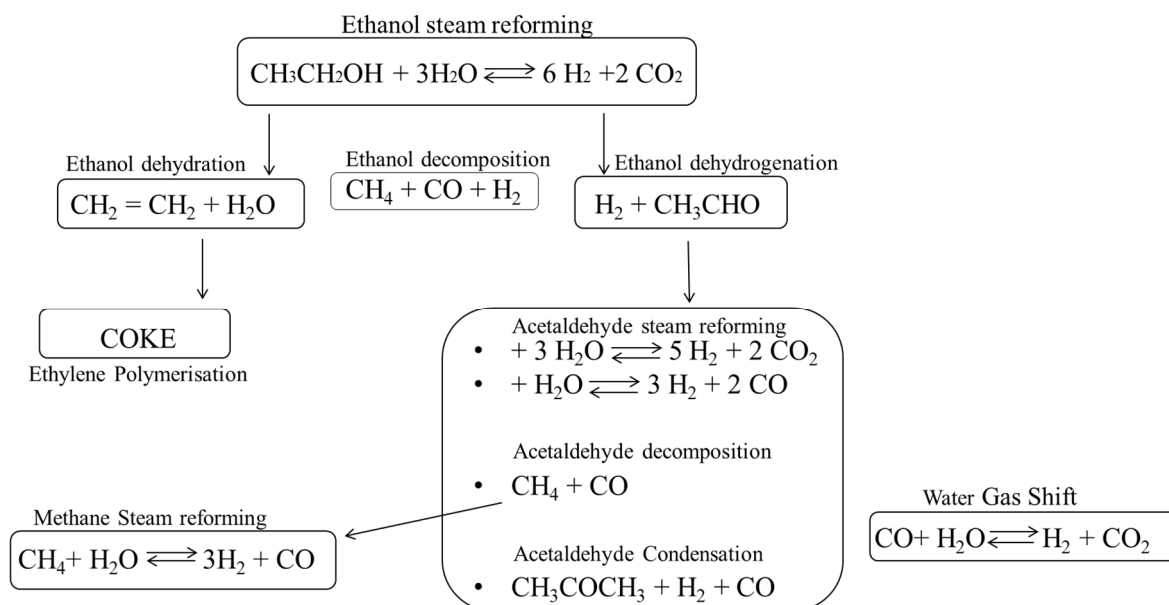 Ethanol steam reforming
CH₃CH₂OH + 3H₂O ⇌ 6 H₂ +2 CO₂
Ethanol dehydration
CH₂ = CH₂ + H₂O
Ethanol decomposition
CH₄ + CO + H₂
Ethanol dehydrogenation
H₂ + CH₃CHO
COKE
Ethylene Polymerisation
Acetaldehyde steam reforming
• + 3 H₂O ⇌ 5 H₂ + 2 CO₂
• + H₂O ⇌ 3 H₂ + 2 CO
Acetaldehyde decomposition
• CH₄ + CO
Acetaldehyde Condensation
• CH₃COCH₃ + H₂ + CO
Methane Steam reforming
CH₄+ H₂O ⇌ 3H₂ + CO
Water Gas Shift
CO+ H₂O ⇌ H₂ + CO₂